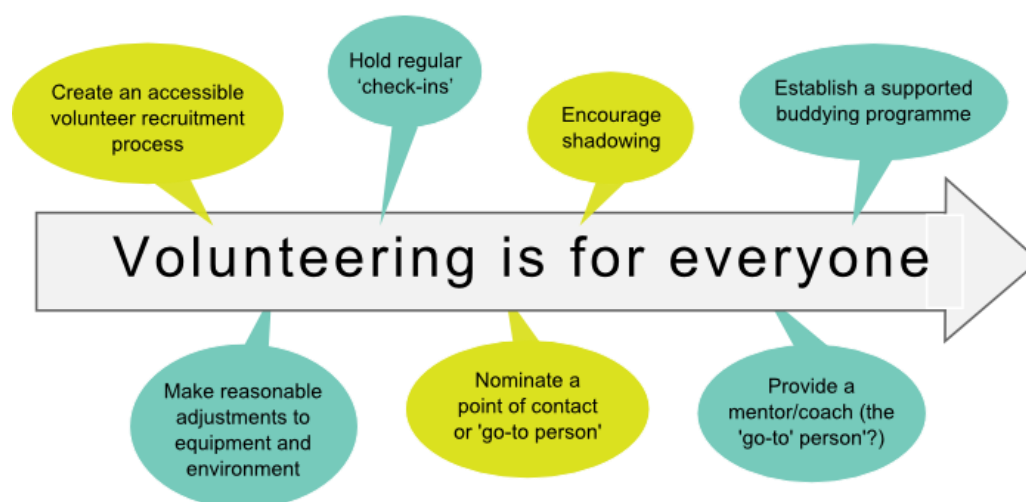 Create an accessible
volunteer recruitment
process
Hold regular
‘check-ins’
Encourage
shadowing
Establish a supported
buddying programme
Volunteering is for everyone
Make reasonable
adjustments to
equipment and
environment
Nominate a
point of contact
or 'go-to person'
Provide a
mentor/coach (the
'go-to' person'?)